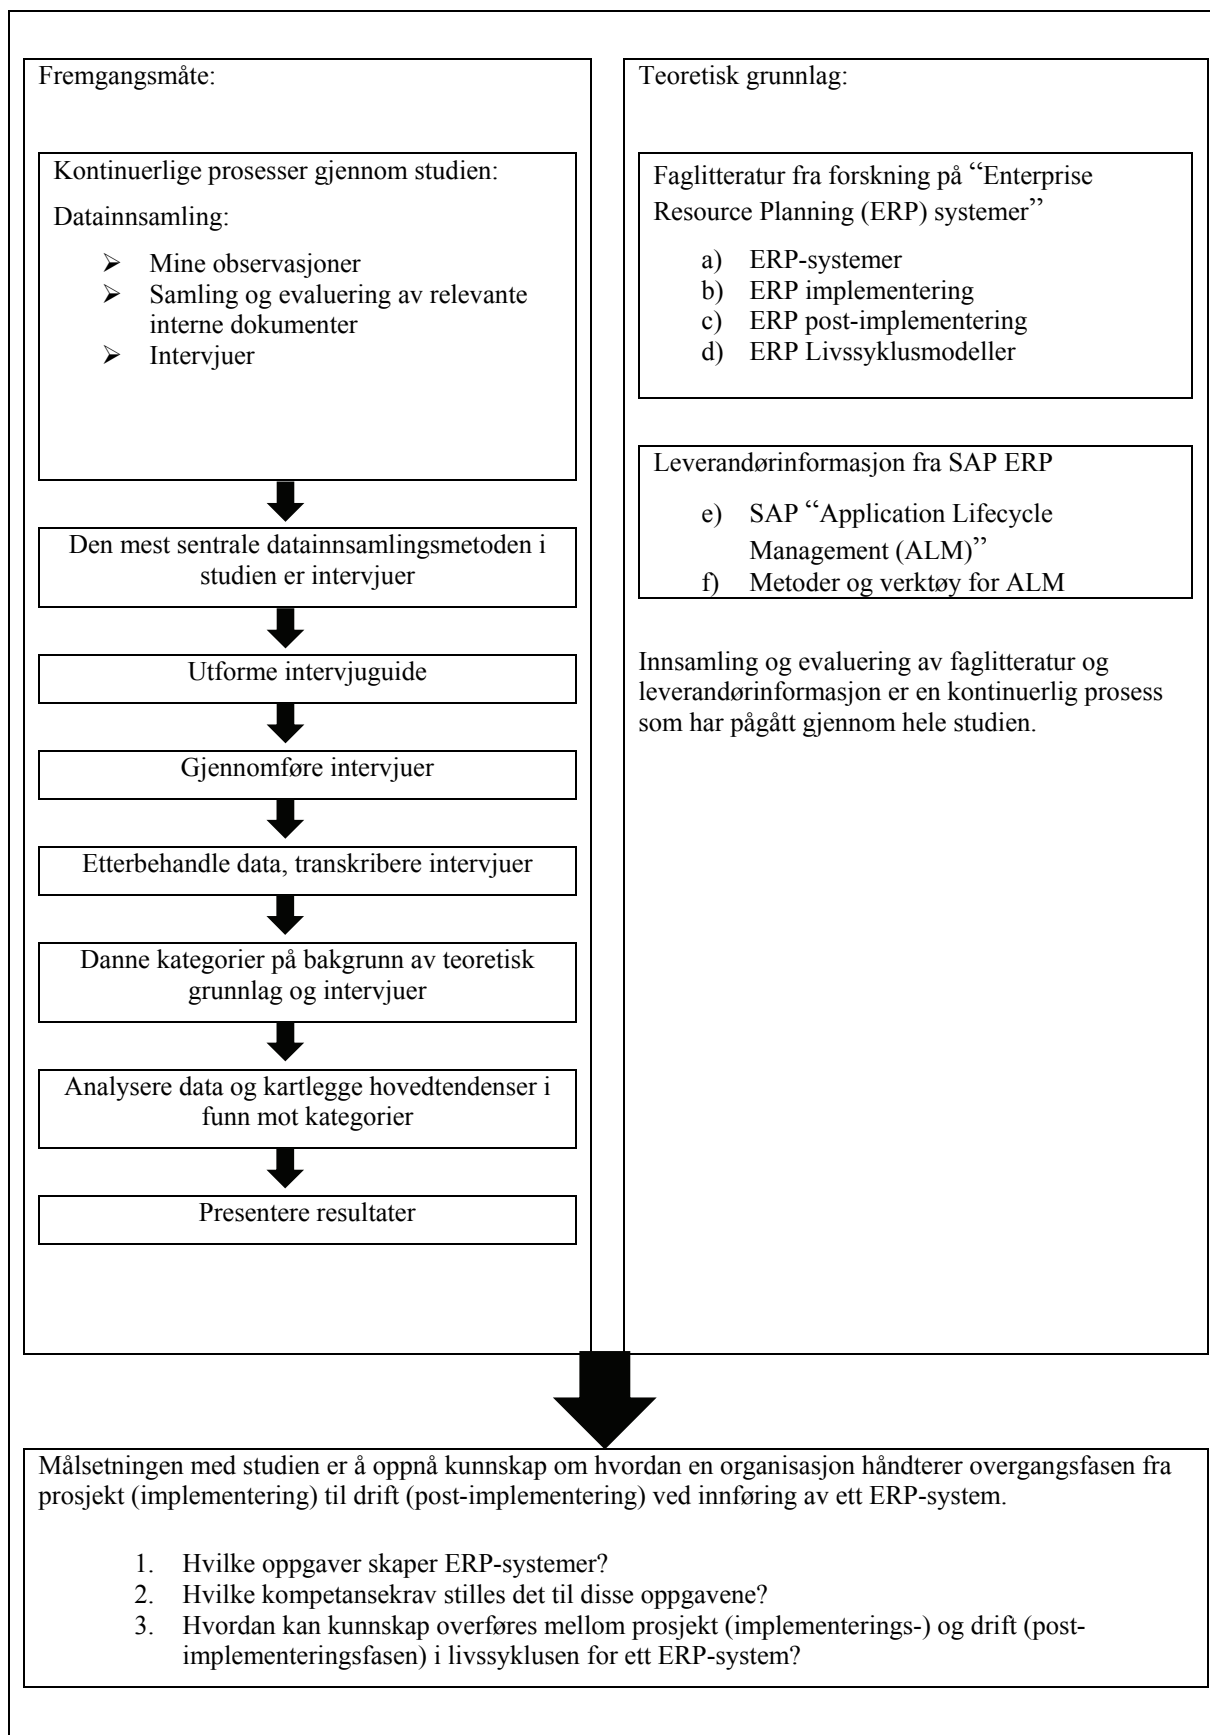 Fremgangsmåte:
Kontinuerlige prosesser gjennom studien:
Datainnsamling:
➢ Mine observasjoner
➢ Samling og evaluering av relevante
interne dokumenter
➢ Intervjuer
Den mest sentrale datainnsamlingsmetoden i
studien er intervjuer
Utforme intervjuguide
Gjennomføre intervjuer
Etterbehandle data, transkribere intervjuer
Danne kategorier på bakgrunn av teoretisk
grunnlag og intervjuer
Analysere data og kartlegge hovedtendenser i
funn mot kategorier
Presentere resultater
Teoretisk grunnlag:
Faglitteratur fra forskning på “Enterprise
Resource Planning (ERP) systemer”
a) ERP-systemer
b) ERP implementering
c) ERP post-implementering
d) ERP Livssyklusmodeller
Leverandørinformasjon fra SAP ERP
e) SAP “Application Lifecycle
Management (ALM)”
f) Metoder og verktøy for ALM
Innsamling og evaluering av faglitteratur og
leverandørinformasjon er en kontinuerlig prosess
som har pågått gjennom hele studien.
Målsetningen med studien er å oppnå kunnskap om hvordan en organisasjon håndterer overgangsfasen fra
prosjekt (implementering) til drift (post-implementering) ved innføring av ett ERP-system.
1. Hvilke oppgaver skaper ERP-systemer?
2. Hvilke kompetansekrav stilles det til disse oppgavene?
3. Hvordan kan kunnskap overføres mellom prosjekt (implementerings-) og drift (post-
implementeringsfasen) i livssyklusen for ett ERP-system?